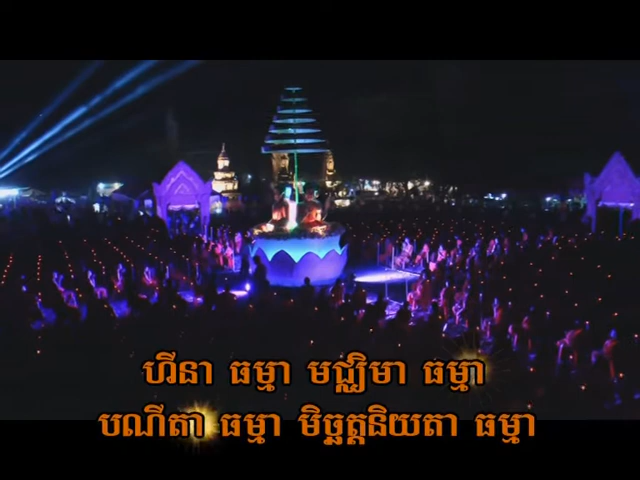 ហីនា ធម្មា មជ្ឈិមា ធម្មា
បណីតា ធម្មា មិច្ឆត្តនិយតា ធម្មា